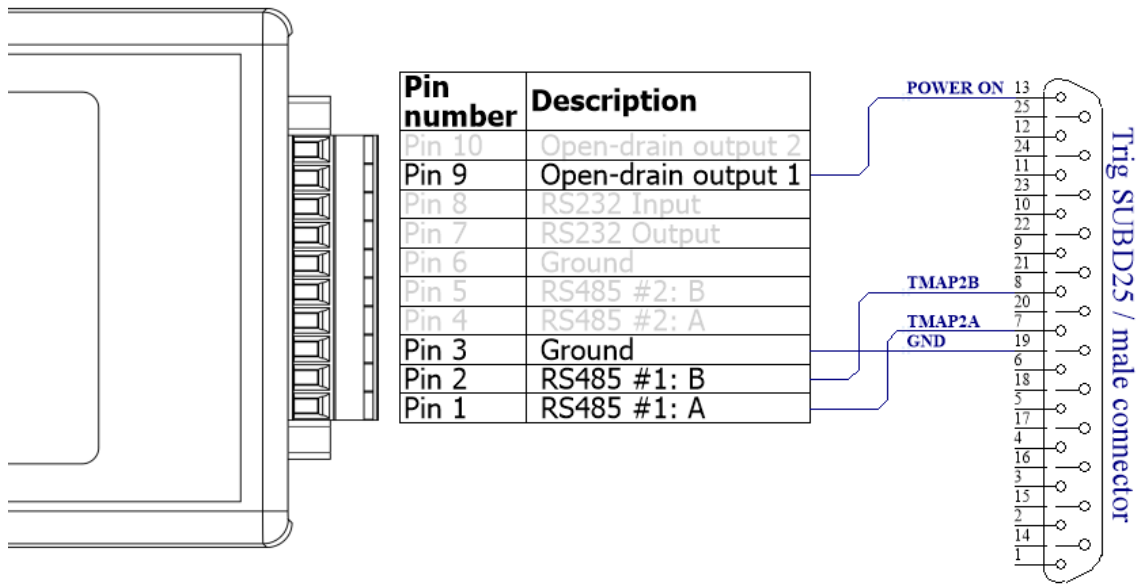 Pin number Description
Pin 10 Open-drain output 2
Pin 9 Open-drain output 1
Pin 8 RS232 Input
Pin 7 RS232 Output
Pin 6 Ground
Pin 5 RS485 #2: B
Pin 4 RS485 #2: A
Pin 3 Ground
Pin 2 RS485 #1: B
Pin 1 RS485 #1: A
POWER ON 13
25
12
24
11
23
10
22
9
21
TMAP2B 8
20
TMAP2A 7
GND 19
6
18
5
17
4
16
3
15
2
14
1
Trig SUBD25 / male connector